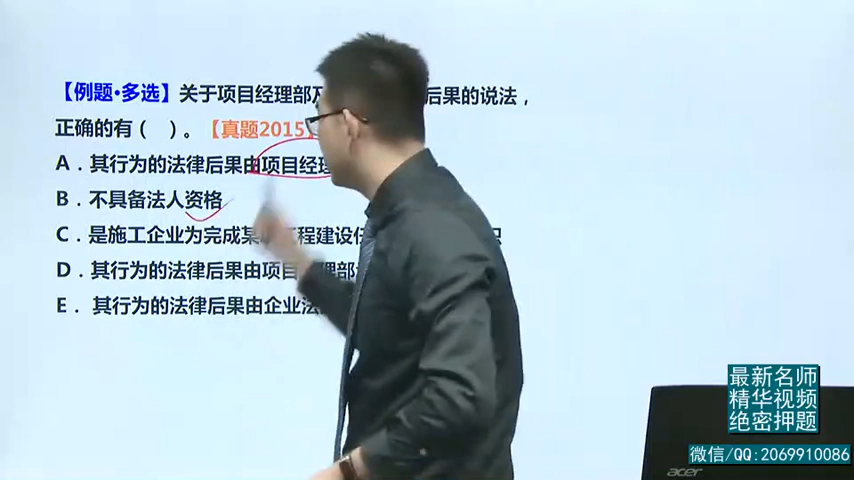 【例题·多选】关于项目经理部及 后果的说法，
正确的有（ ）。【真题2015】
A．其行为的法律后果由项目经理
B．不具备法人资格
C．是施工企业为完成某 工程建设任
D．其行为的法律后果由项目 理部
E．其行为的法律后果由企业法
最新名师
精华视频
绝密押题
微信/QQ:2069910086
acer